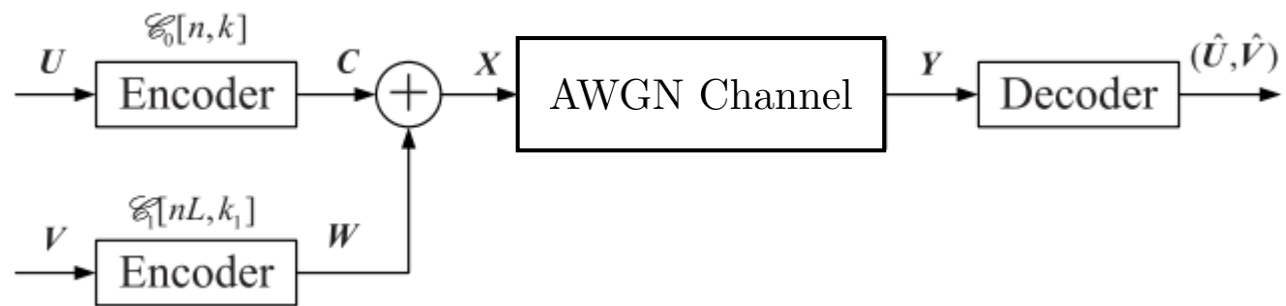 𝒞₀[n, k]
U
Encoder
C
+
X
AWGN Channel
Y
Decoder
(Û,V̂)
𝒞₁[nL, k₁]
V
Encoder
W